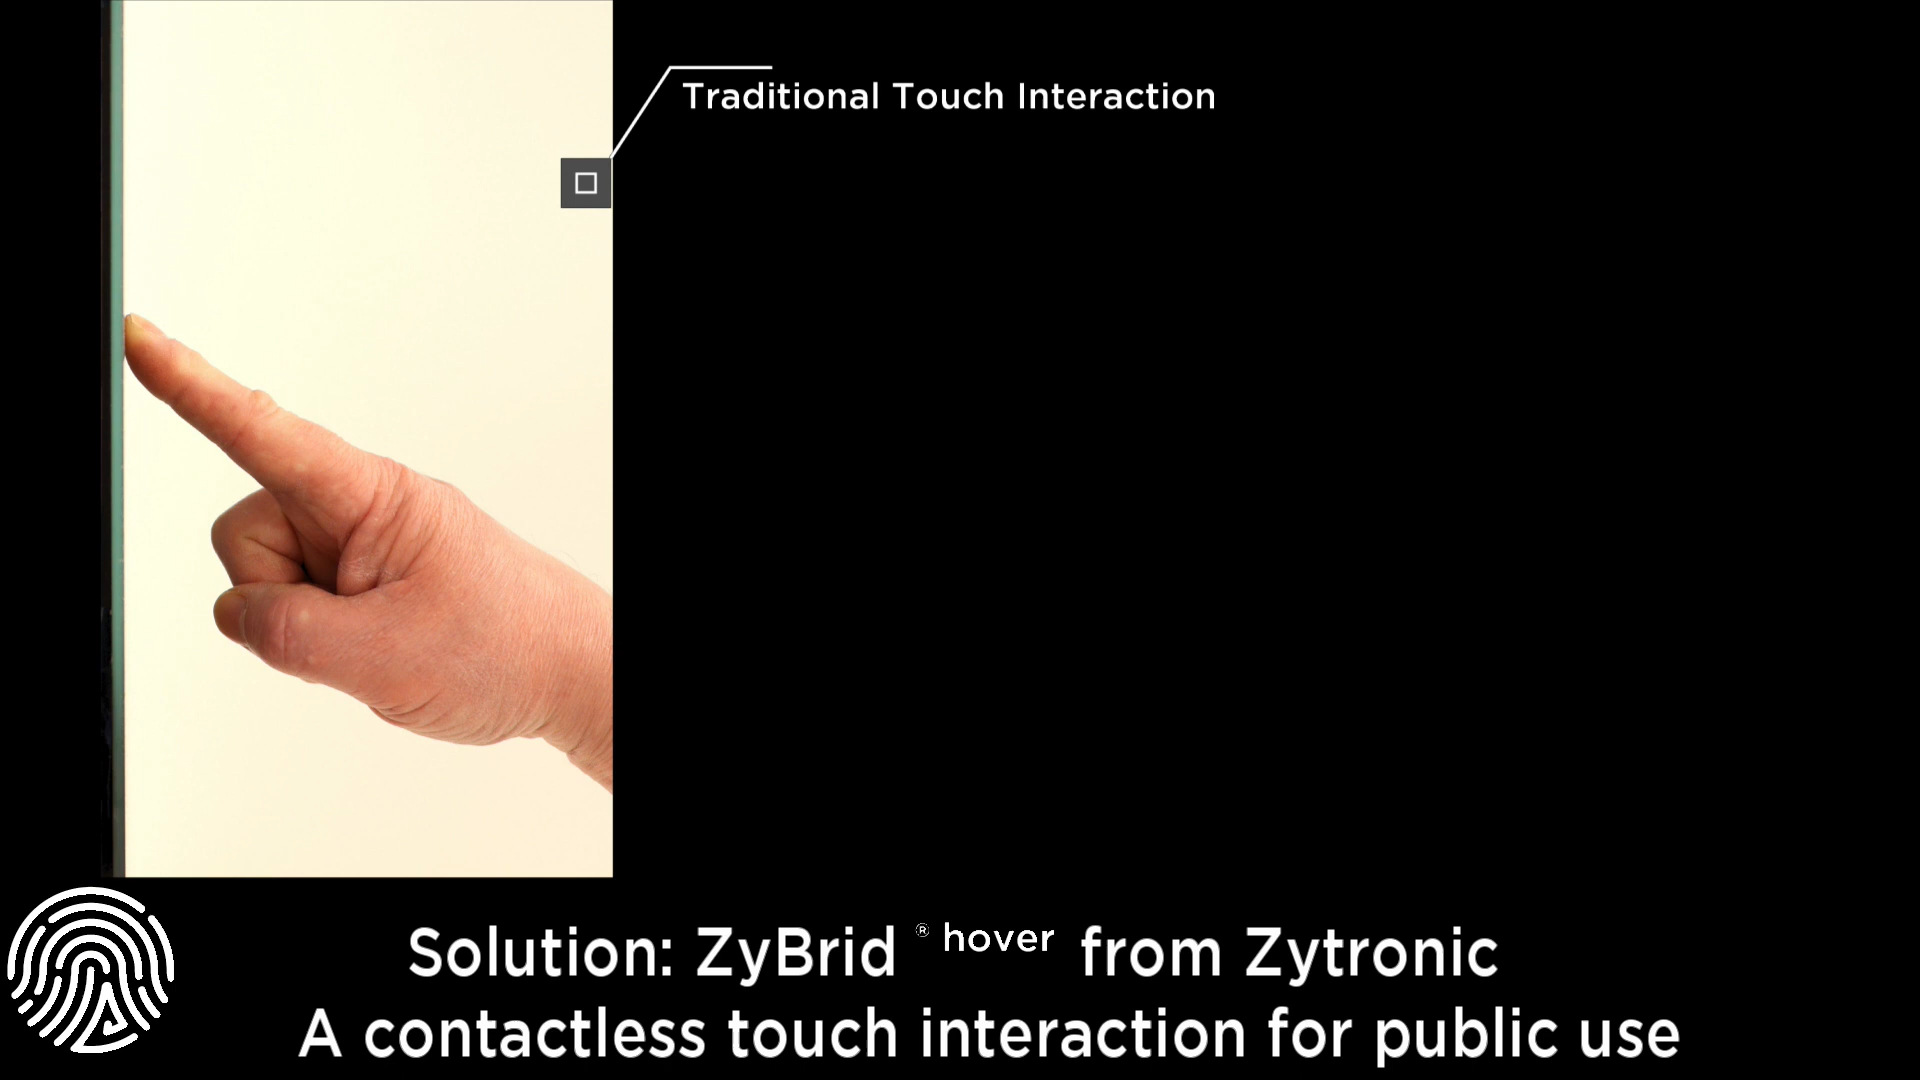 Traditional Touch Interaction
Solution: ZyBrid ® hover from Zytronic
A contactless touch interaction for public use